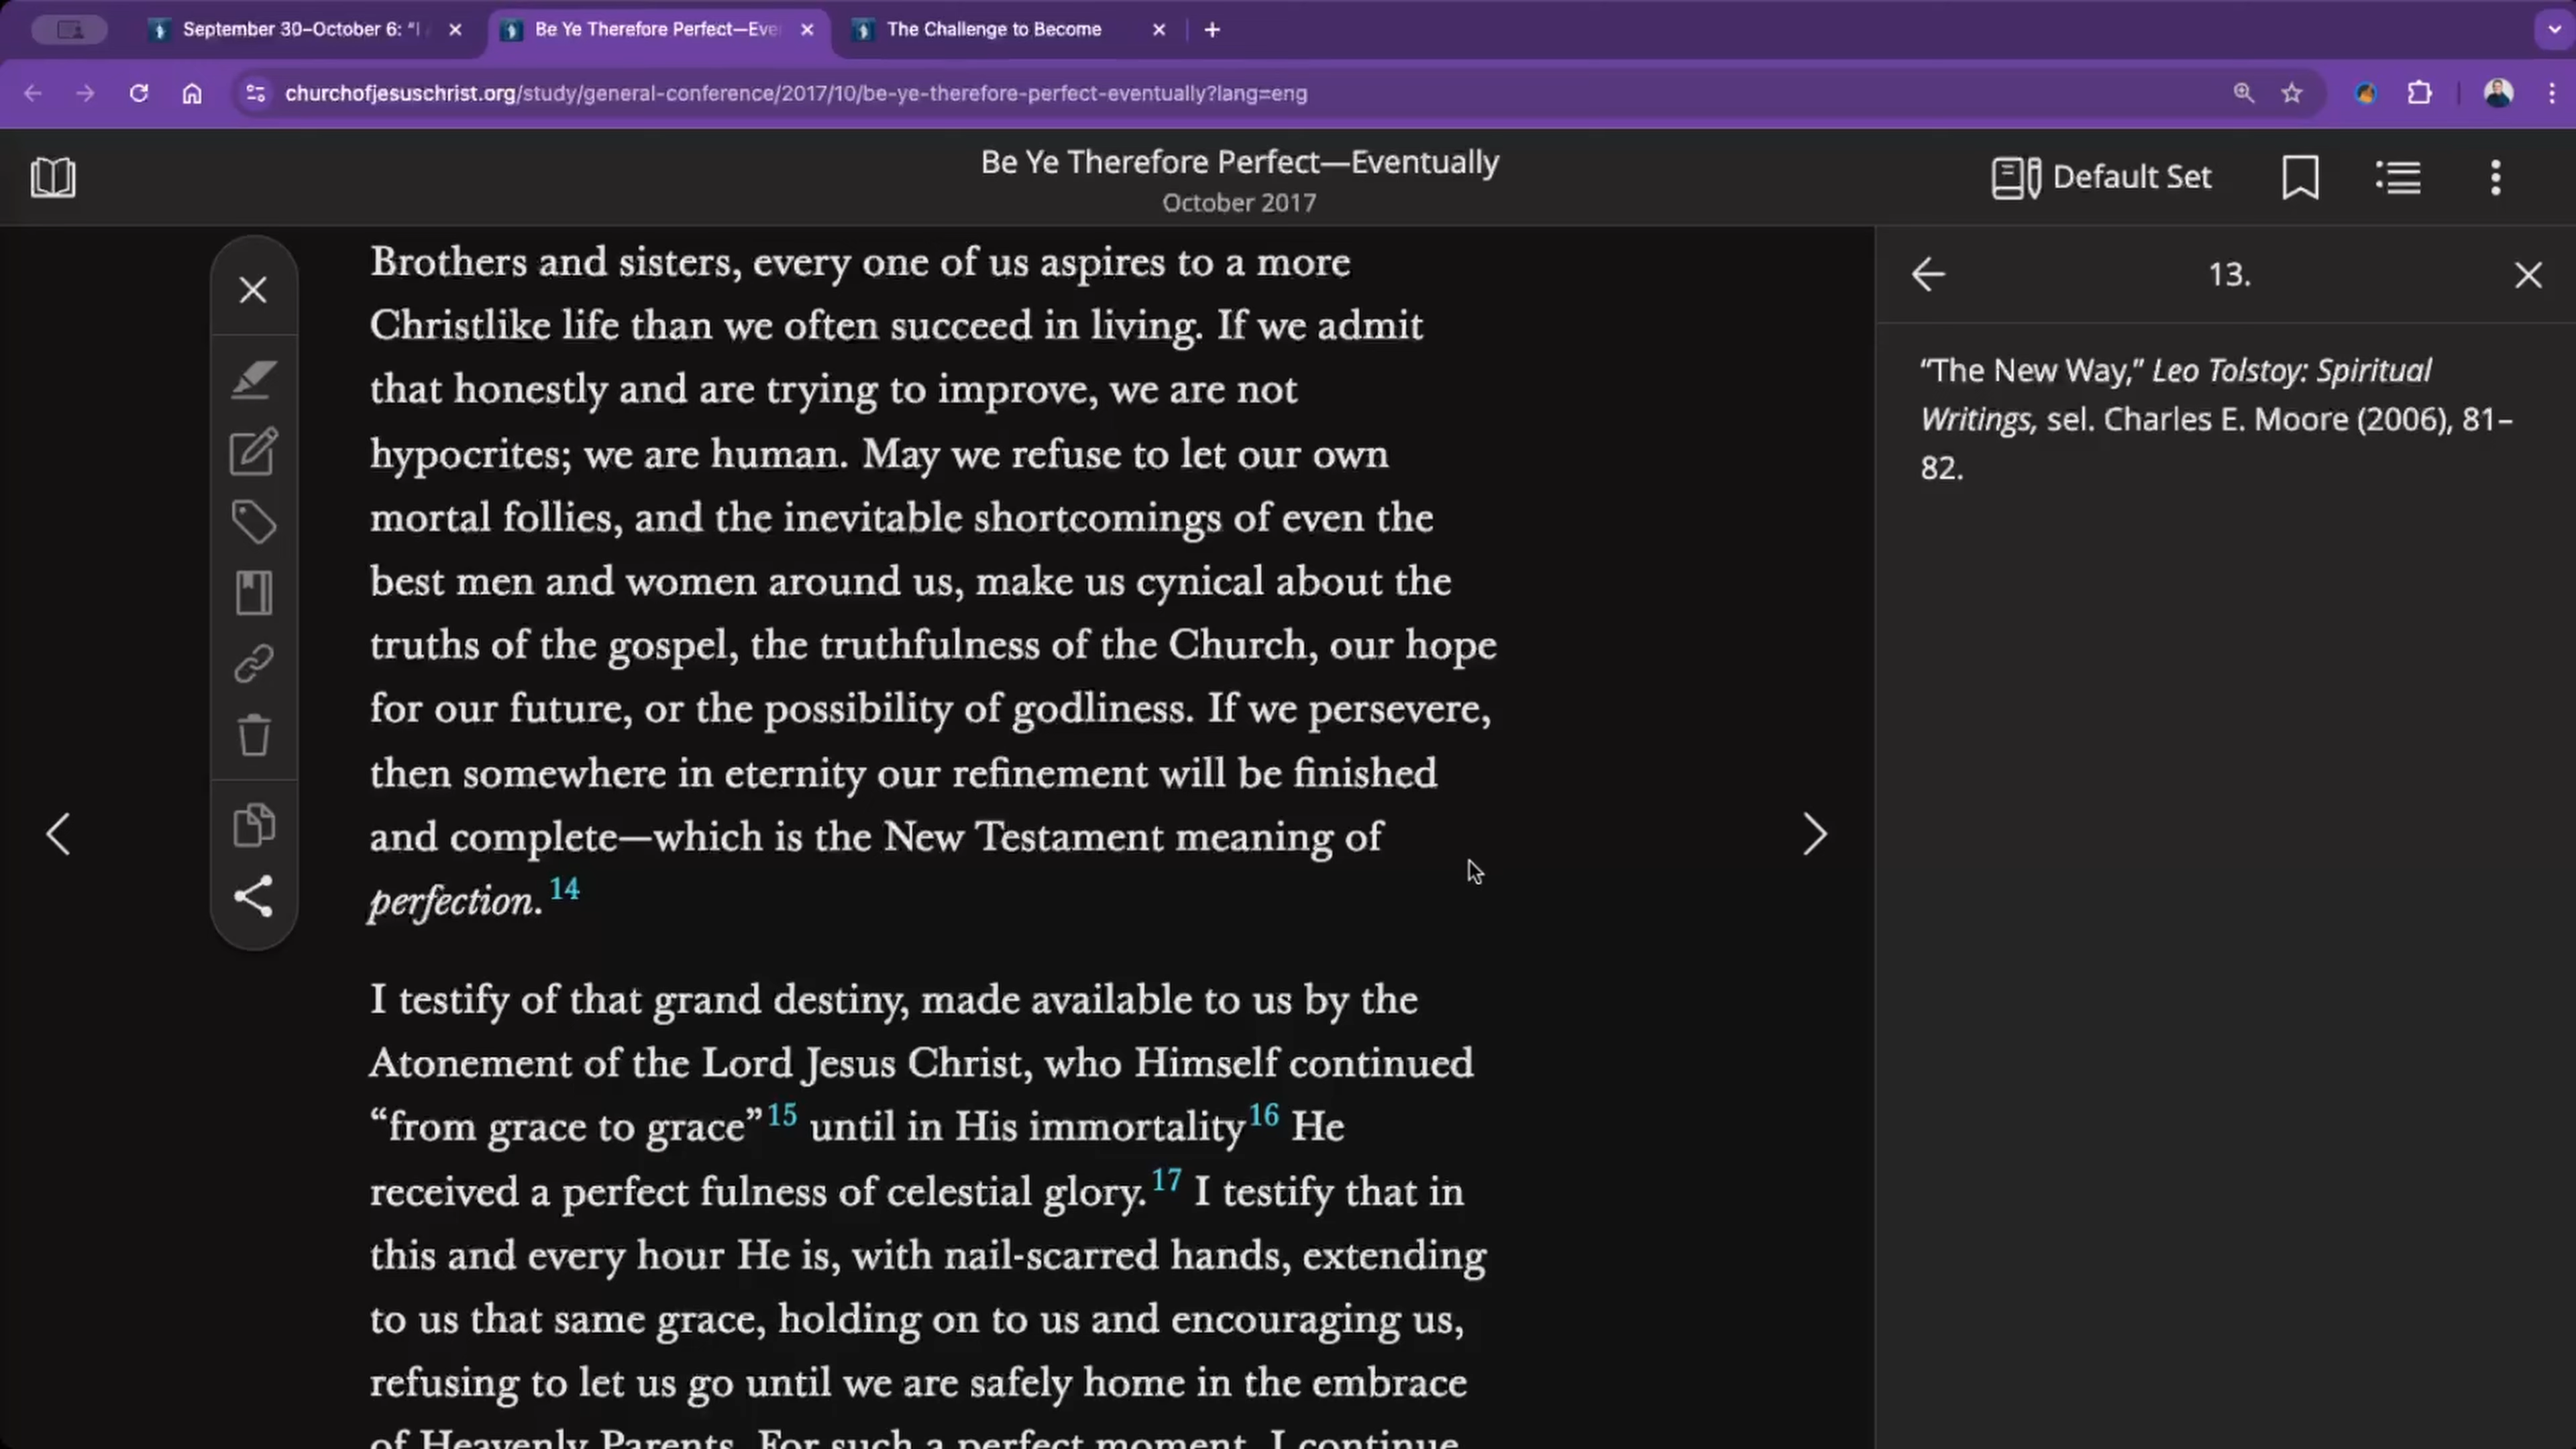 September 30–October 6: "I
Be Ye Therefore Perfect—Eve
The Challenge to Become
churchofjesuschrist.org/study/general-conference/2017/10/be-ye-therefore-perfect-eventually?lang=eng
Be Ye Therefore Perfect—Eventually
October 2017
Default Set
Brothers and sisters, every one of us aspires to a more
Christlike life than we often succeed in living. If we admit
that honestly and are trying to improve, we are not
hypocrites; we are human. May we refuse to let our own
mortal follies, and the inevitable shortcomings of even the
best men and women around us, make us cynical about the
truths of the gospel, the truthfulness of the Church, our hope
for our future, or the possibility of godliness. If we persevere,
then somewhere in eternity our refinement will be finished
and complete—which is the New Testament meaning of
perfection.14
I testify of that grand destiny, made available to us by the
Atonement of the Lord Jesus Christ, who Himself continued
“from grace to grace”15 until in His immortality16 He
received a perfect fulness of celestial glory.17 I testify that in
this and every hour He is, with nail-scarred hands, extending
to us that same grace, holding on to us and encouraging us,
refusing to let us go until we are safely home in the embrace
of Heavenly Parents. For such a perfect moment, I continue
13.
“The New Way,” Leo Tolstoy: Spiritual
Writings, sel. Charles E. Moore (2006), 81–
82.